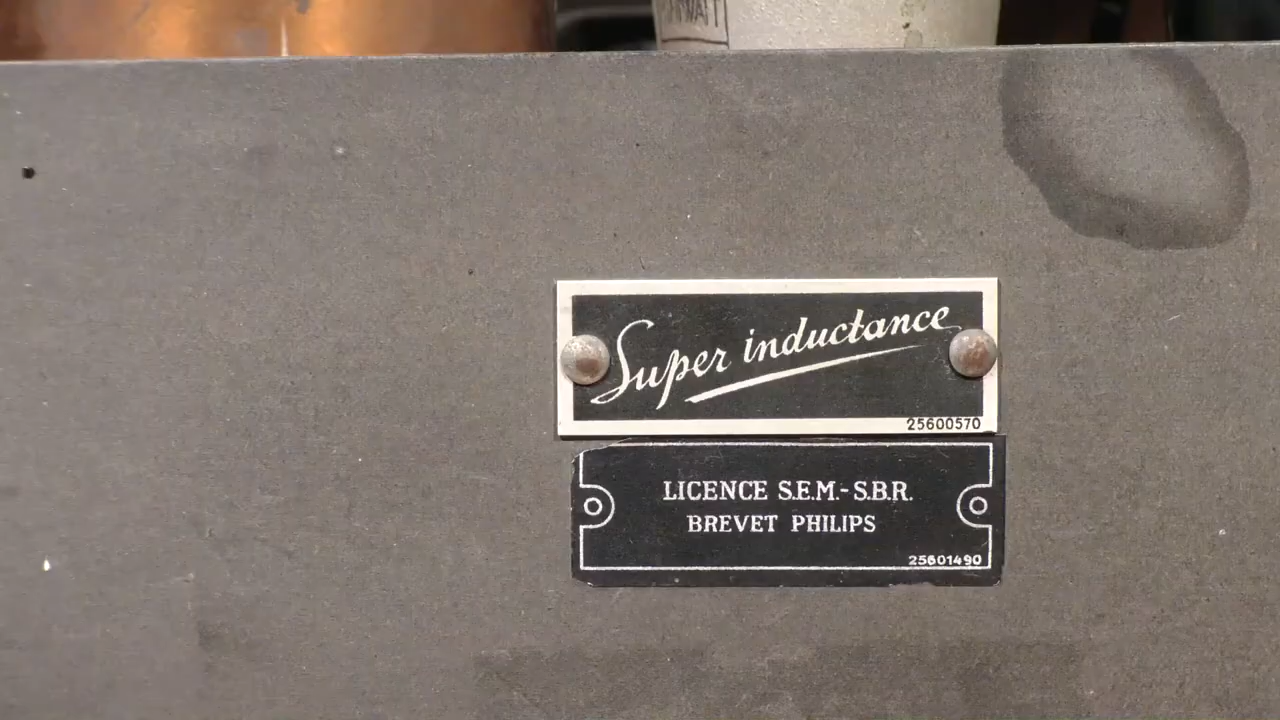 Super inductance
25600570
LICENCE S.E.M.-S.B.R.
BREVET PHILIPS
25601490